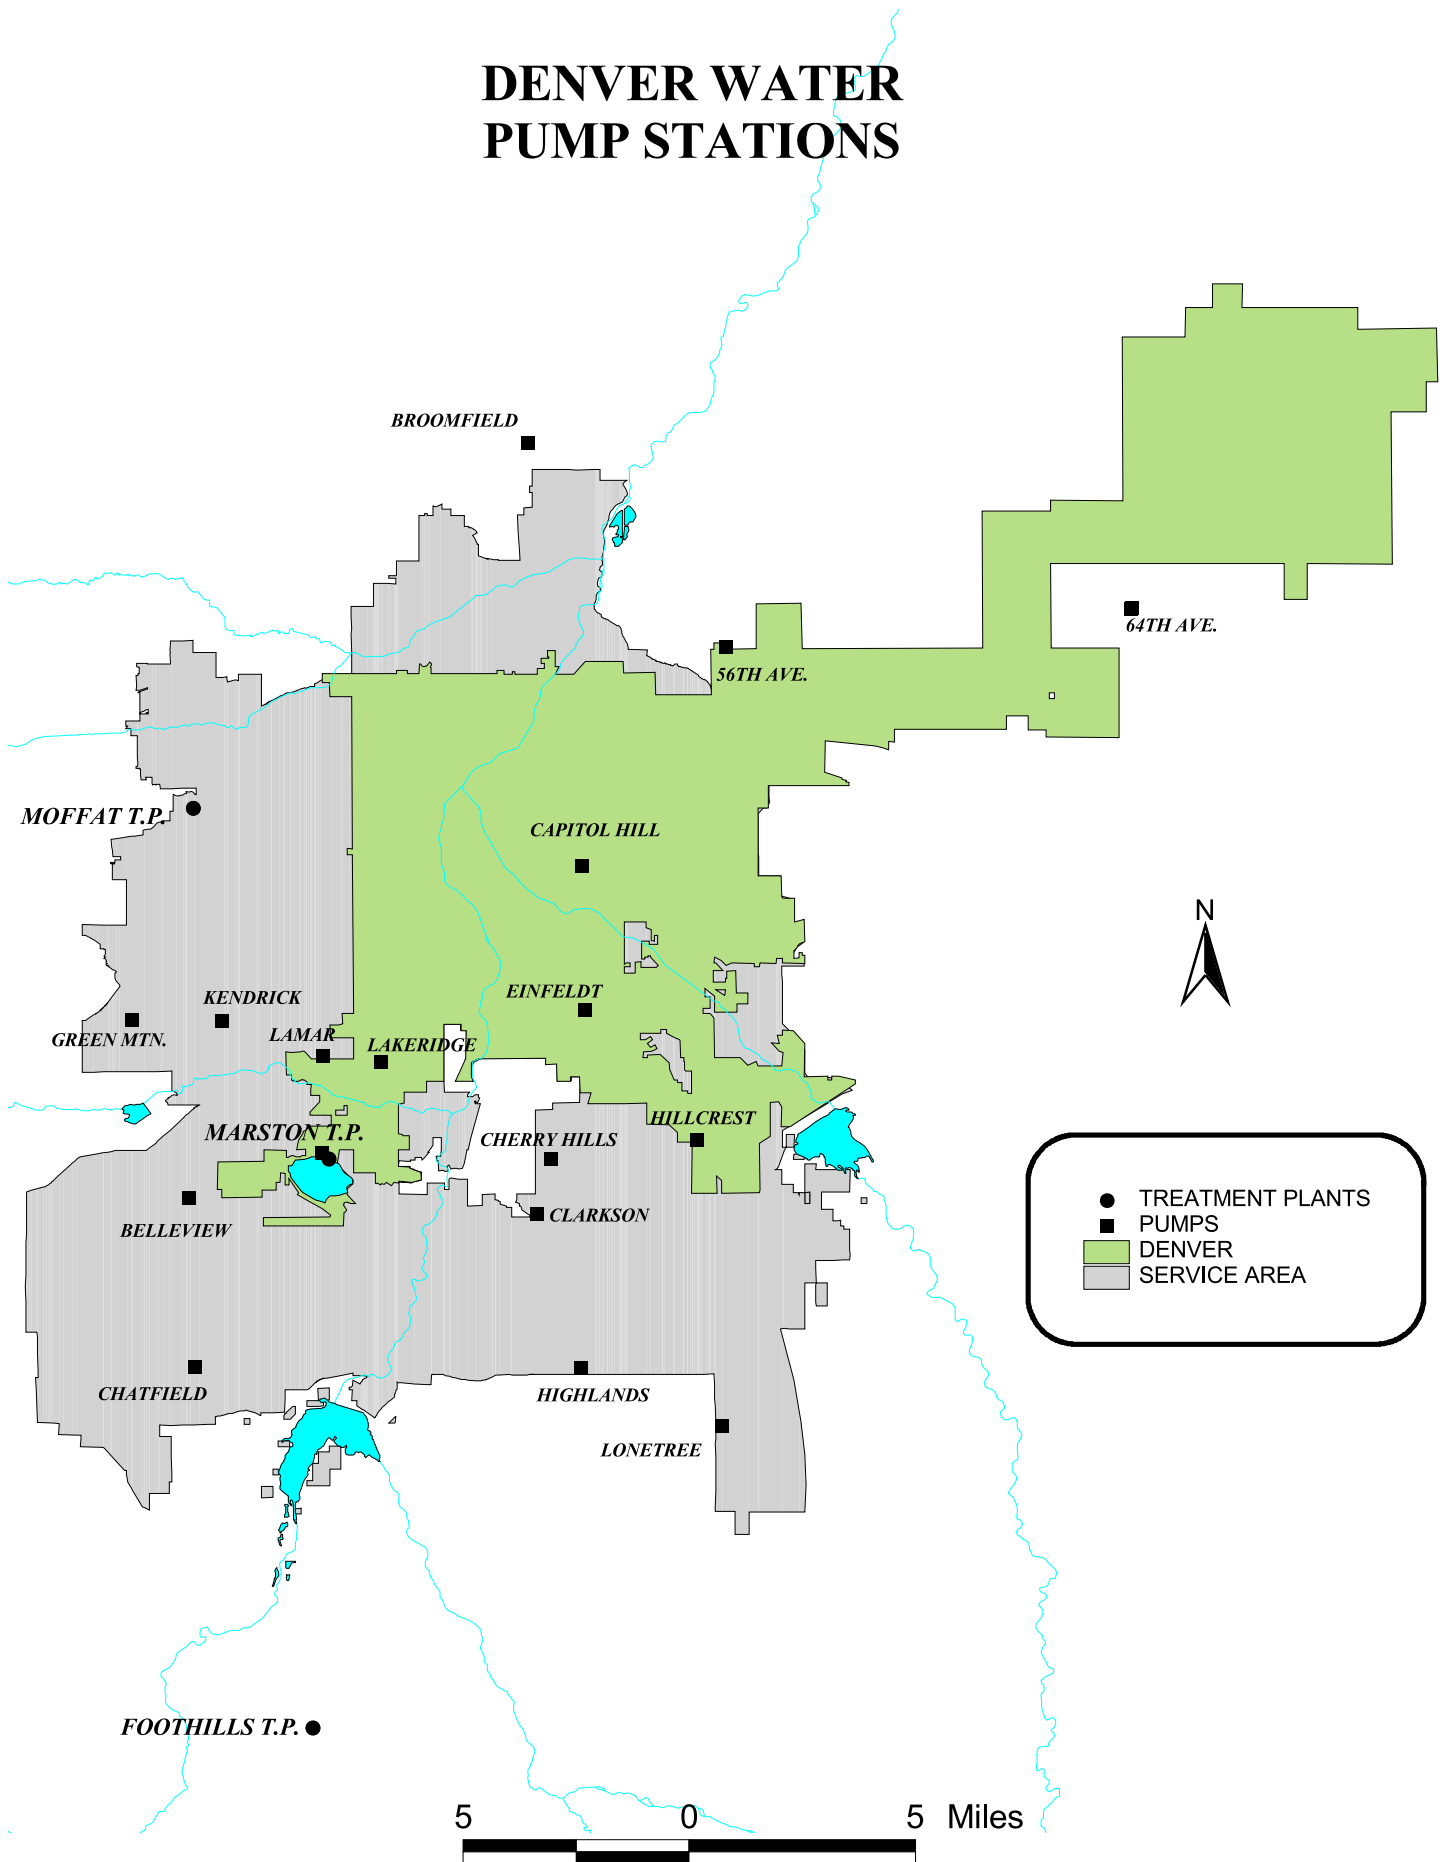 DENVER WATER
PUMP STATIONS
BROOMFIELD
64TH AVE.
56TH AVE.
MOFFAT T.P.
CAPITOL HILL
N
EINFELDT
KENDRICK
GREEN MTN.
LAMAR
LAKERIDGE
HILLCREST
MARSTON T.P.
CHERRY HILLS
CLARKSON
BELLEVIEW
TREATMENT PLANTS
PUMPS
DENVER
SERVICE AREA
CHATFIELD
HIGHLANDS
LONETREE
FOOTHILLS T.P.
5 0 5 Miles